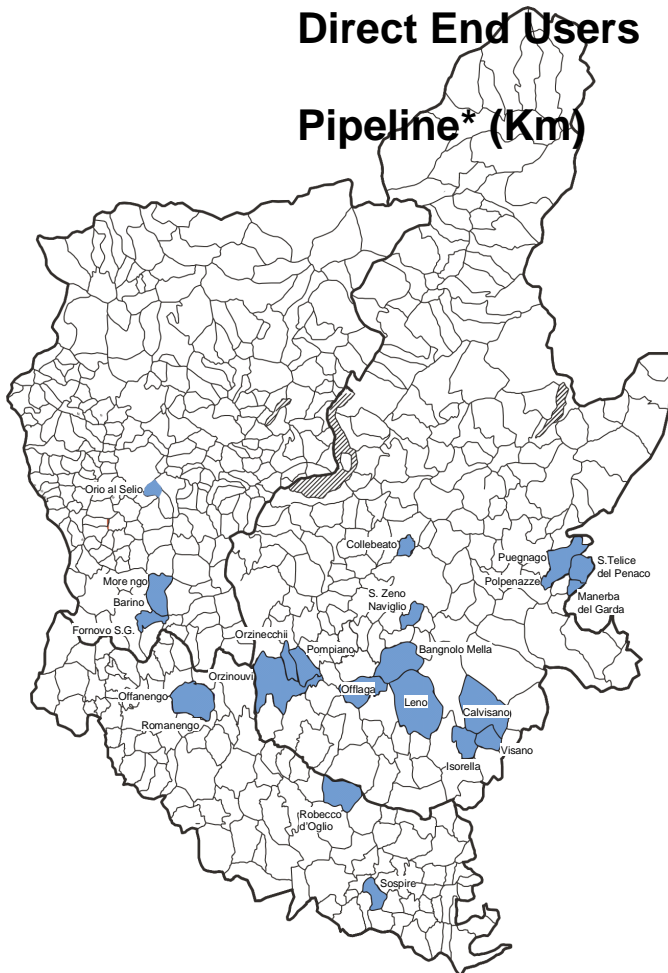 Direct End Users
Pipeline* (Km)
Orio al Selio
Collebeato
Puegnago
S.Telice
del Penaco
Polpenazze
Manerba
del Garda
More ngo
Barino
Fornovo S.G.
S. Zeno
Naviglio
Orzinecchii
Pompiano
Bangnolo Mella
Orzinouvi
Offanengo
Offlaga
Leno
Calvisano
Romanengo
Visano
Isorella
Robecco
d'Oglio
Sospire